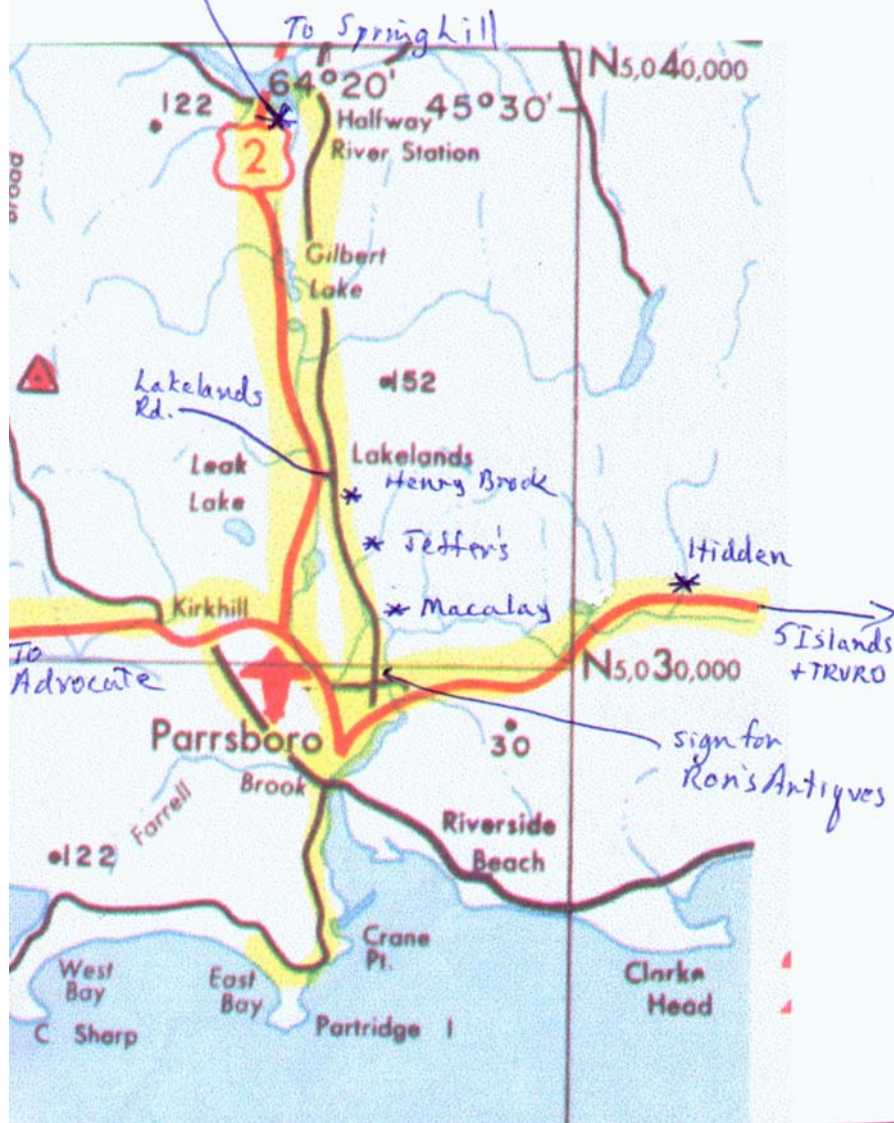 To Springhill
N5,040,000
64°20'
45°30'
122
Halfway
River Station
2
Broad
Gilbert
Lake
Lakelands
Rd.
152
Leak
Lake
Lakelands
Henry Brook
Jeffer's
Hidden
Macalay
Kirkhill
5 Islands
+TRURO
To
Advocate
N5,030,000
Parrsboro
30
sign for
Ron's Antiques
Brook
Farrell
Riverside
Beach
122
Crane
Pt.
West
Bay
East
Bay
Clarke
Head
C Sharp
Partridge I